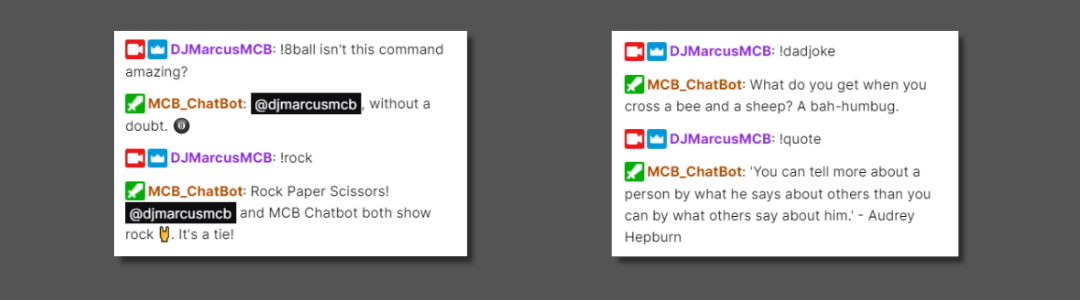 DJMarcusMCB: !8ball isn't this command
amazing?
MCB_ChatBot: @djmarcusmcb, without a
doubt. 🎱
DJMarcusMCB: !rock
MCB_ChatBot: Rock Paper Scissors!
@djmarcusmcb and MCB Chatbot both show
rock 🤘. It's a tie!
DJMarcusMCB: !dadjoke
MCB_ChatBot: What do you get when you
cross a bee and a sheep? A bah-humbug.
DJMarcusMCB: !quote
MCB_ChatBot: 'You can tell more about a
person by what he says about others than you
can by what others say about him.' - Audrey
Hepburn